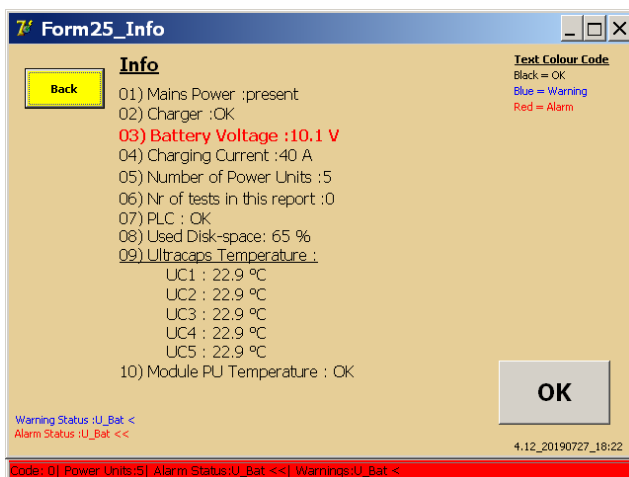 Form25_Info
Back
Info
01) Mains Power :present
02) Charger :OK
03) Battery Voltage :10.1 V
04) Charging Current :40 A
05) Number of Power Units :5
06) Nr of tests in this report :0
07) PLC : OK
08) Used Disk-space: 65 %
09) Ultracaps Temperature :
UC1 : 22.9 ºC
UC2 : 22.9 ºC
UC3 : 22.9 ºC
UC4 : 22.9 ºC
UC5 : 22.9 ºC
10) Module PU Temperature : OK
Text Colour Code
Black = OK
Blue = Warning
Red = Alarm
OK
Warning Status :U_Bat <
Alarm Status :U_Bat <<
4.12_20190727_18:22
Code: 0| Power Units:5| Alarm Status:U_Bat <<| Warnings:U_Bat <